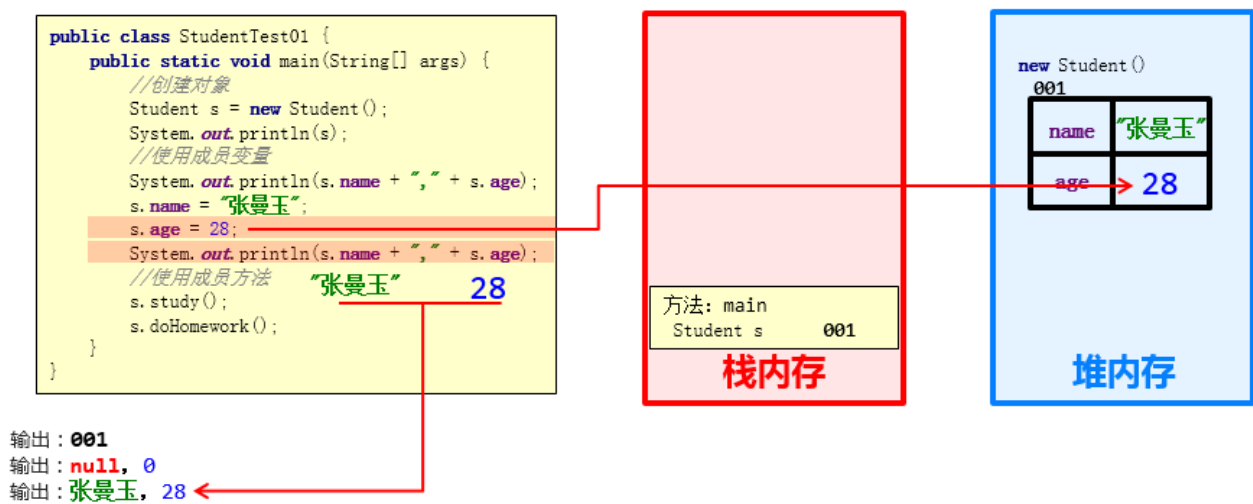 public class StudentTest01 {
public static void main(String[] args) {
//创建对象
Student s = new Student();
System.out.println(s);
//使用成员变量
System.out.println(s.name + "," + s.age);
s.name = "张曼玉";
s.age = 28;
System.out.println(s.name + "," + s.age);
//使用成员方法
"张曼玉" 28
s.study();
s.doHomework();
}
}
方法: main
Student s 001
栈内存
new Student()
001
name "张曼玉"
age 28
堆内存
输出：001
输出：null，0
输出：张曼玉，28